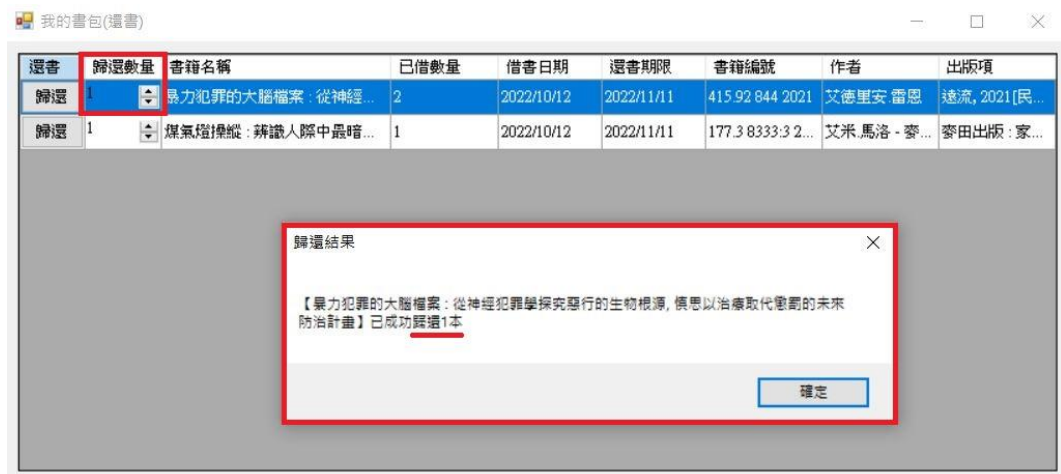 我的書包(還書)
還書 歸還數量 書籍名稱 已借數量 借書日期 還書期限 書籍編號 作者 出版項
歸還 1 暴力犯罪的大腦檔案 : 從神經... 2 2022/10/12 2022/11/11 415.92 844 2021 艾德里安.雷恩 遠流, 2021[民...
歸還 1 煤氣燈操縱 : 辨識人際中最暗... 1 2022/10/12 2022/11/11 177.3 8333:3 2... 艾米.馬洛 - 麥... 麥田出版 : 家...
歸還結果
【暴力犯罪的大腦檔案 : 從神經犯罪學探究惡行的生物根源, 慎思以治療取代懲罰的未來
防治計畫】已成功歸還1本
確定